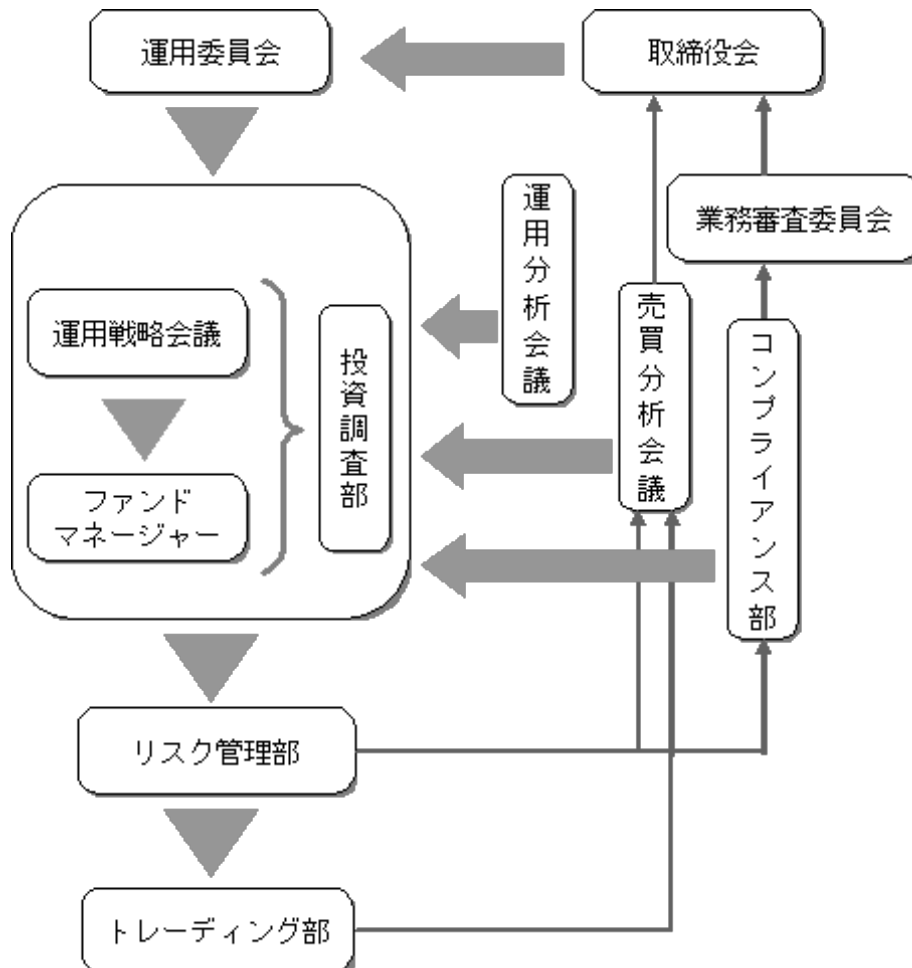 運用委員会
取締役会
業務審査委員会
運用分析会議
売買分析会議
コンプライアンス部
運用戦略会議
投資調査部
ファンド
マネージャー
リスク管理部
トレーディング部